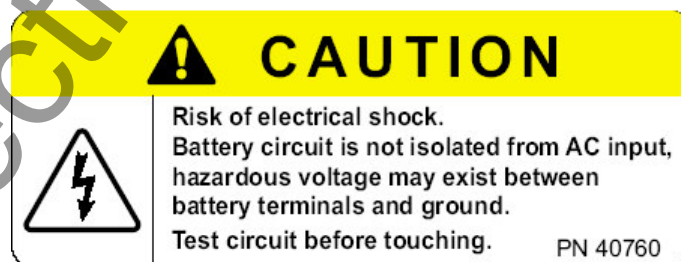 CAUTION
Risk of electrical shock.
Battery circuit is not isolated from AC input,
hazardous voltage may exist between
battery terminals and ground.
Test circuit before touching.
PN 40760